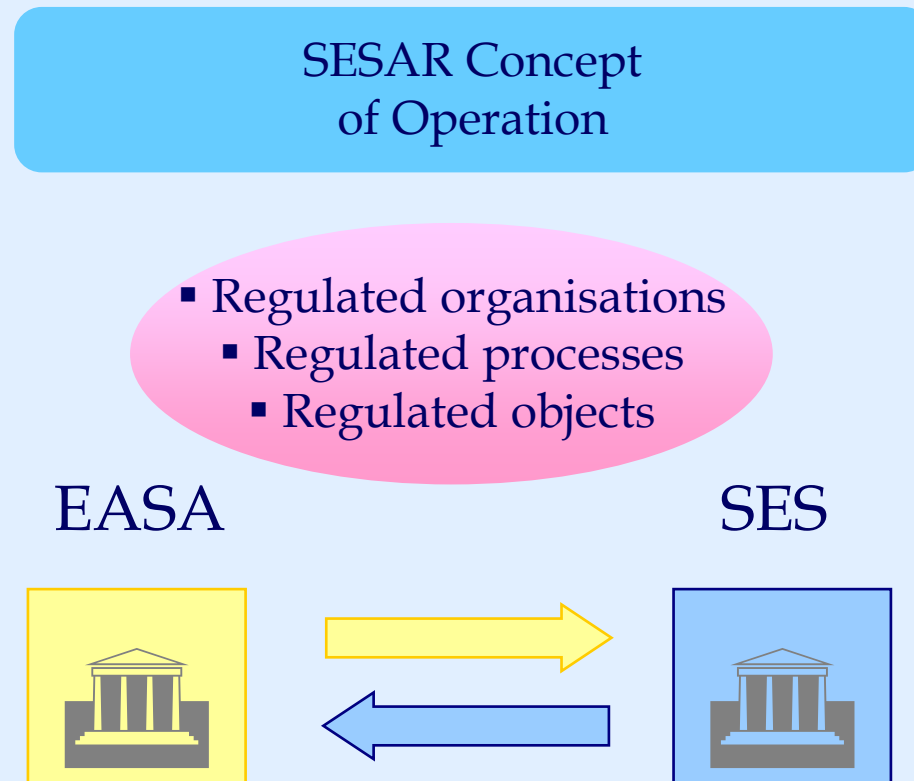 SESAR Concept
of Operation
▪ Regulated organisations
▪ Regulated processes
▪ Regulated objects
EASA
SES